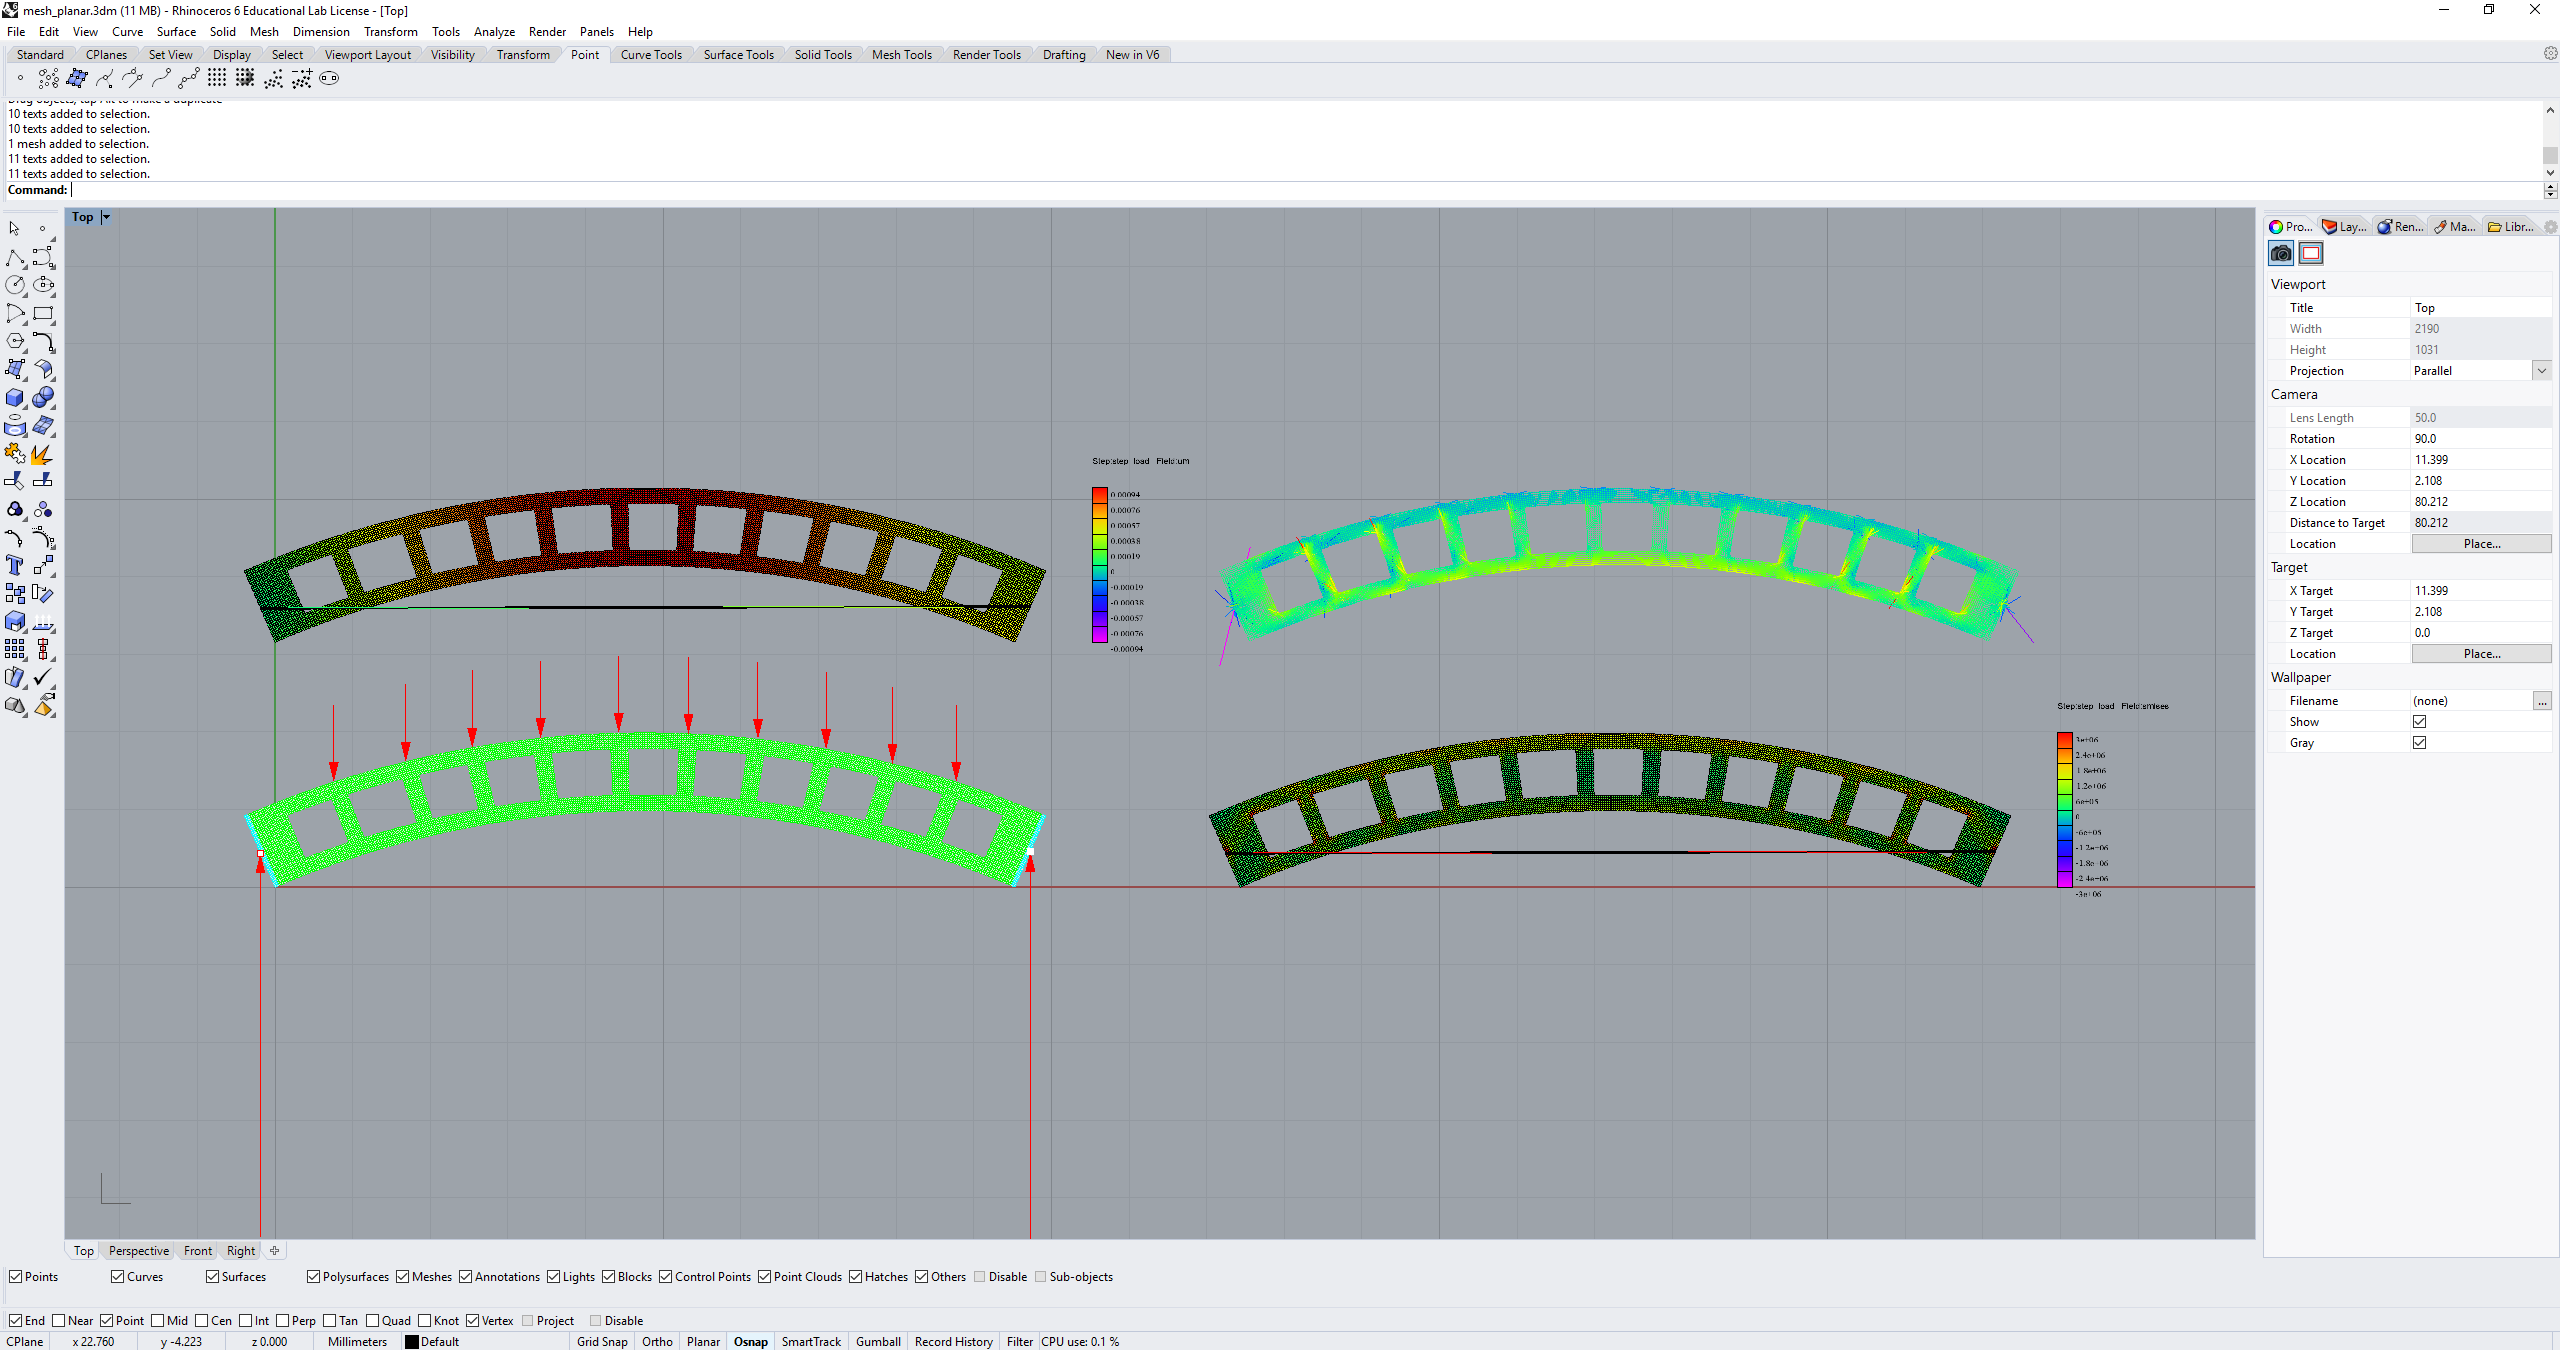 mesh_planar.3dm (11 MB) - Rhinoceros 6 Educational Lab License - [Top]
File Edit View Curve Surface Solid Mesh Dimension Transform Tools Analyze Render Panels Help
Standard CPlanes Set View Display Select Viewport Layout Visibility Transform Point Curve Tools Surface Tools Solid Tools Mesh Tools Render Tools Drafting New in V6
Drag objects, tap Alt to make a duplicate
10 texts added to selection.
10 texts added to selection.
1 mesh added to selection.
11 texts added to selection.
11 texts added to selection.
Command:
Top
Step:step load Field:um
0.00094
0.00076
0.00057
0.00038
0.00019
0
-0.00019
-0.00038
-0.00057
-0.00076
-0.00094
Step:step load Field:smises
3e+06
2.4e+06
1.8e+06
1.2e+06
6e+05
0
-6e+05
-1.2e+06
-1.8e+06
-2.4e+06
-3e+06
Pro... Lay... Ren... Ma... Libr...
Viewport
Title Top
Width 2190
Height 1031
Projection Parallel
Camera
Lens Length 50.0
Rotation 90.0
X Location 11.399
Y Location 2.108
Z Location 80.212
Distance to Target 80.212
Location Place...
Target
X Target 11.399
Y Target 2.108
Z Target 0.0
Location Place...
Wallpaper
Filename (none) ...
Show
Gray
Top Perspective Front Right
Points Curves Surfaces Polysurfaces Meshes Annotations Lights Blocks Control Points Point Clouds Hatches Others Disable Sub-objects
End Near Point Mid Cen Int Perp Tan Quad Knot Vertex Project Disable
CPlane x 22.760 y -4.223 z 0.000 Millimeters Default Grid Snap Ortho Planar Osnap SmartTrack Gumball Record History Filter CPU use: 0.1 %